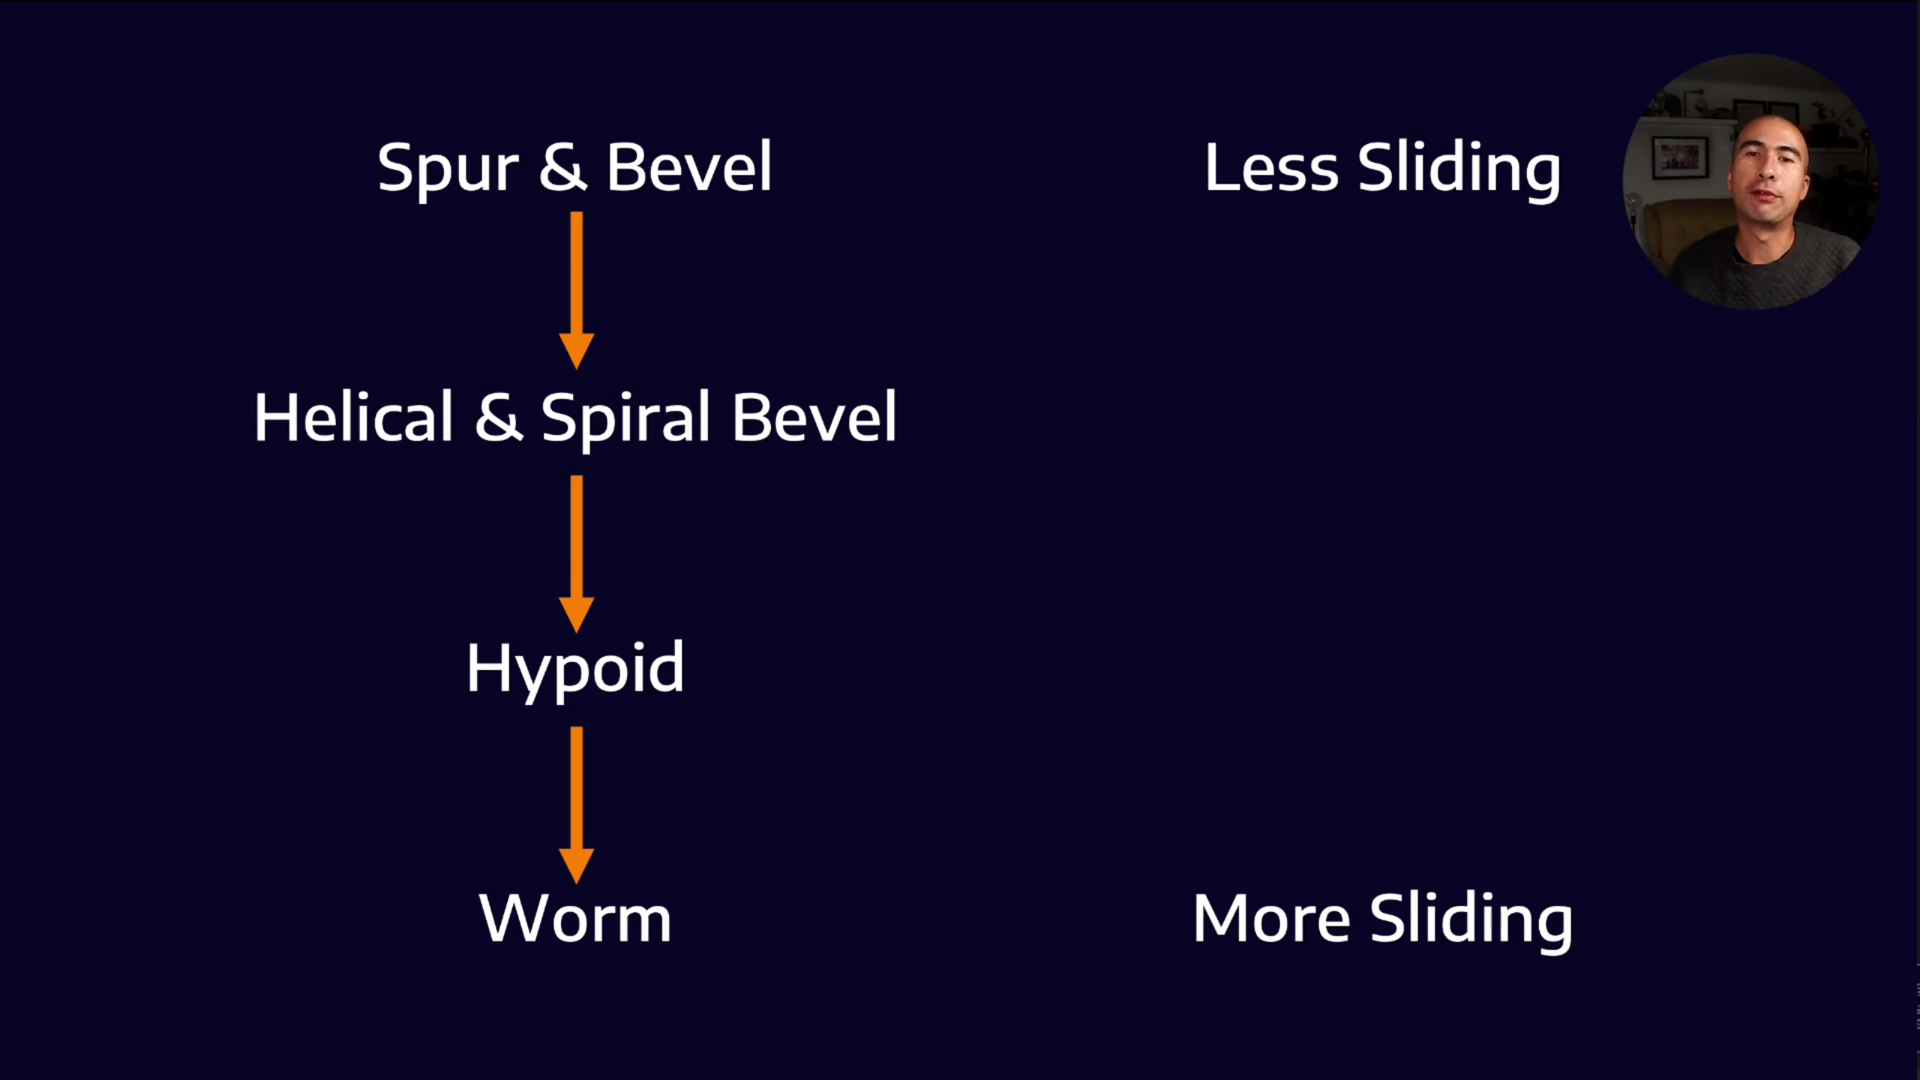 Spur & Bevel
Less Sliding
Helical & Spiral Bevel
Hypoid
Worm
More Sliding